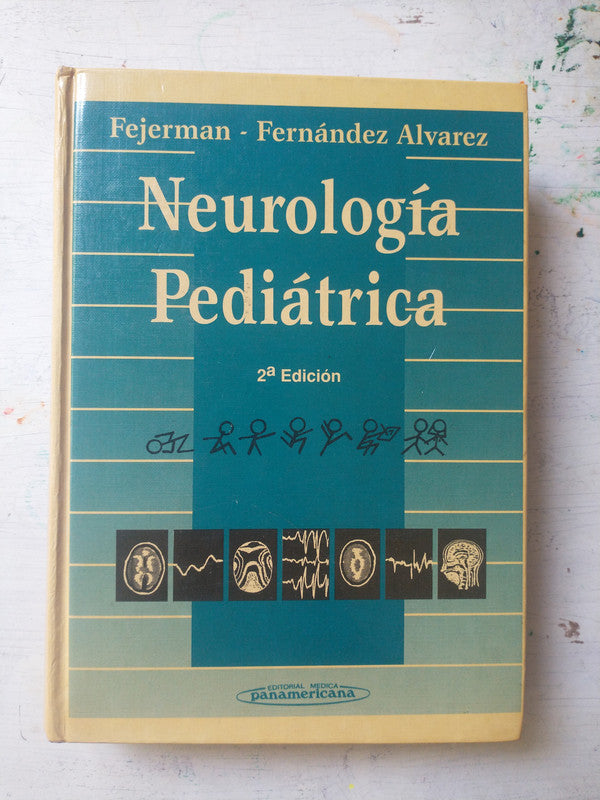 Fejerman - Fernández Alvarez
Neurología
Pediátrica
2ª Edición
EDITORIAL MEDICA
panamericana